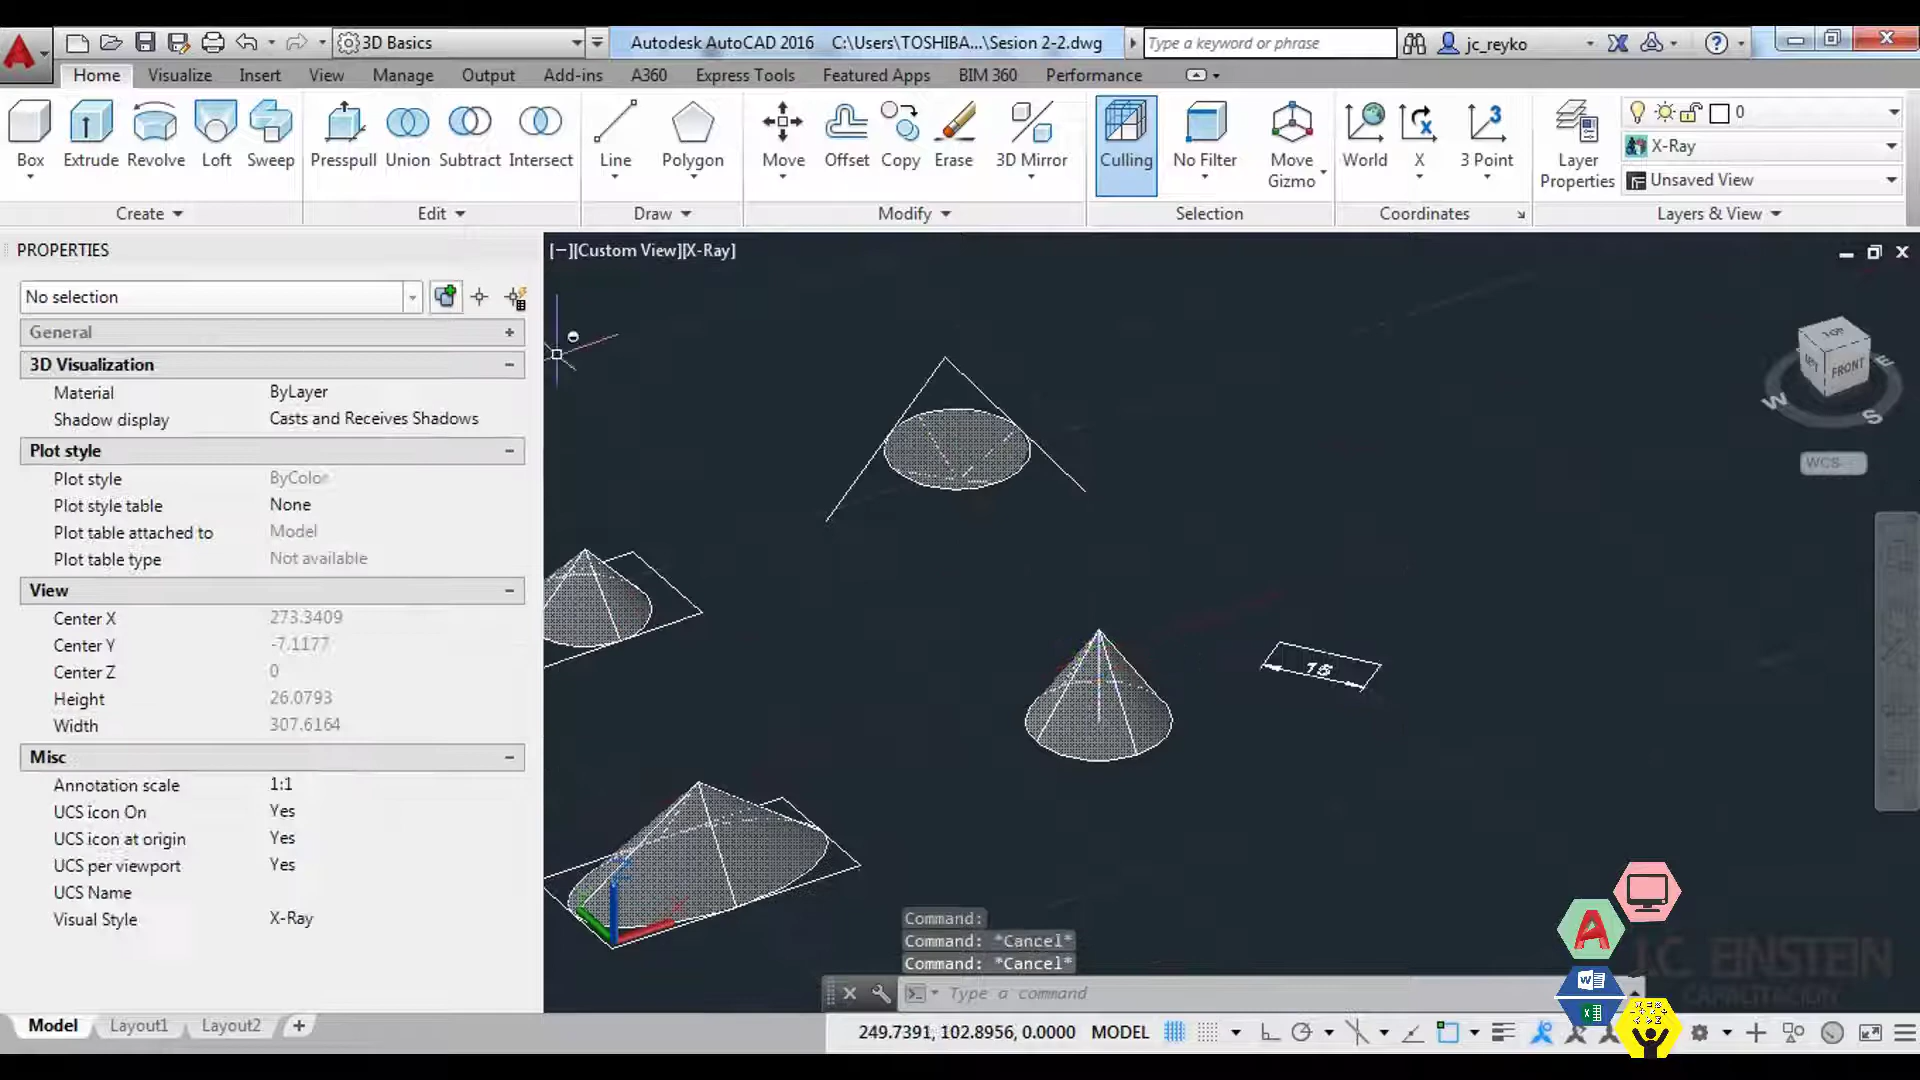 3D Basics
Autodesk AutoCAD 2016 C:\Users\TOSHIBA...\Sesion 2-2.dwg
Type a keyword or phrase
jc_reyko
Home Visualize Insert View Manage Output Add-ins A360 Express Tools Featured Apps BIM 360 Performance
Box Extrude Revolve Loft Sweep Presspull Union Subtract Intersect Line Polygon Move Offset Copy Erase 3D Mirror Culling No Filter Move Gizmo World X 3 Point Layer Properties
0
X-Ray
Unsaved View
Create Edit Draw Modify Selection Coordinates Layers & View
PROPERTIES
No selection
General
3D Visualization
Material ByLayer
Shadow display Casts and Receives Shadows
Plot style
Plot style ByColor
Plot style table None
Plot table attached to Model
Plot table type Not available
View
Center X 273.3409
Center Y -7.1177
Center Z 0
Height 26.0793
Width 307.6164
Misc
Annotation scale 1:1
UCS icon On Yes
UCS icon at origin Yes
UCS per viewport Yes
UCS Name
Visual Style X-Ray
[−][Custom View][X-Ray]
TOP
FRONT
E
W
S
WCS
15
Command:
Command: *Cancel*
Command: *Cancel*
Type a command
J.C EINSTEIN
CAPACITACION
Model Layout1 Layout2 +
249.7391, 102.8956, 0.0000 MODEL